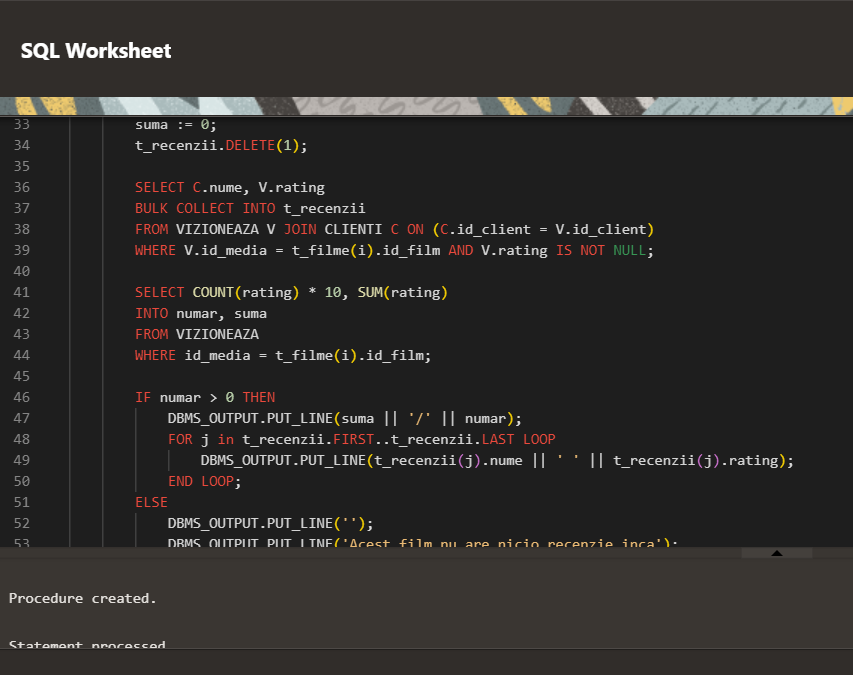 SQL Worksheet
33 suma := 0;
34 t_recenzii.DELETE(1);
35
36 SELECT C.nume, V.rating
37 BULK COLLECT INTO t_recenzii
38 FROM VIZIONEAZA V JOIN CLIENTI C ON (C.id_client = V.id_client)
39 WHERE V.id_media = t_filme(i).id_film AND V.rating IS NOT NULL;
40
41 SELECT COUNT(rating) * 10, SUM(rating)
42 INTO numar, suma
43 FROM VIZIONEAZA
44 WHERE id_media = t_filme(i).id_film;
45
46 IF numar > 0 THEN
47 DBMS_OUTPUT.PUT_LINE(suma || '/' || numar);
48 FOR j in t_recenzii.FIRST..t_recenzii.LAST LOOP
49 DBMS_OUTPUT.PUT_LINE(t_recenzii(j).nume || ' ' || t_recenzii(j).rating);
50 END LOOP;
51 ELSE
52 DBMS_OUTPUT.PUT_LINE('');
53 DBMS_OUTPUT.PUT_LINE('Acest film nu are nicio recenzie inca');
Procedure created.
Statement processed